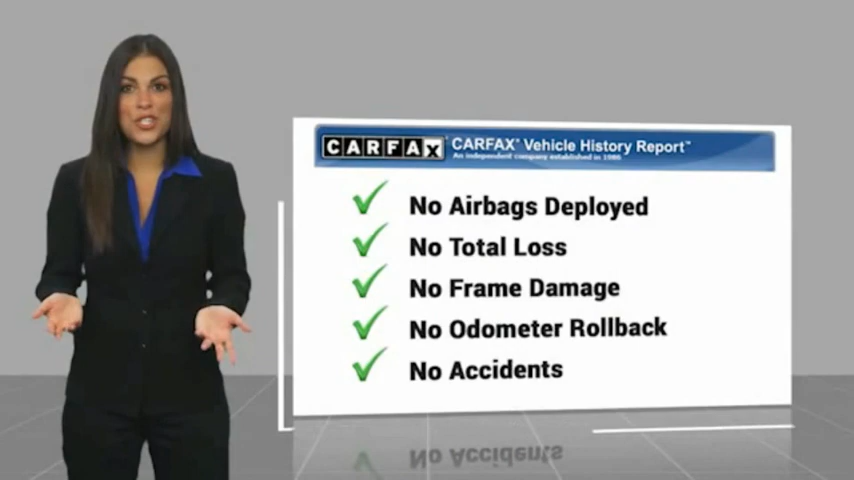 CARFAX CARFAX™ Vehicle History Report™
An independent company established in 1986
No Airbags Deployed
No Total Loss
No Frame Damage
No Odometer Rollback
No Accidents
No Accidents